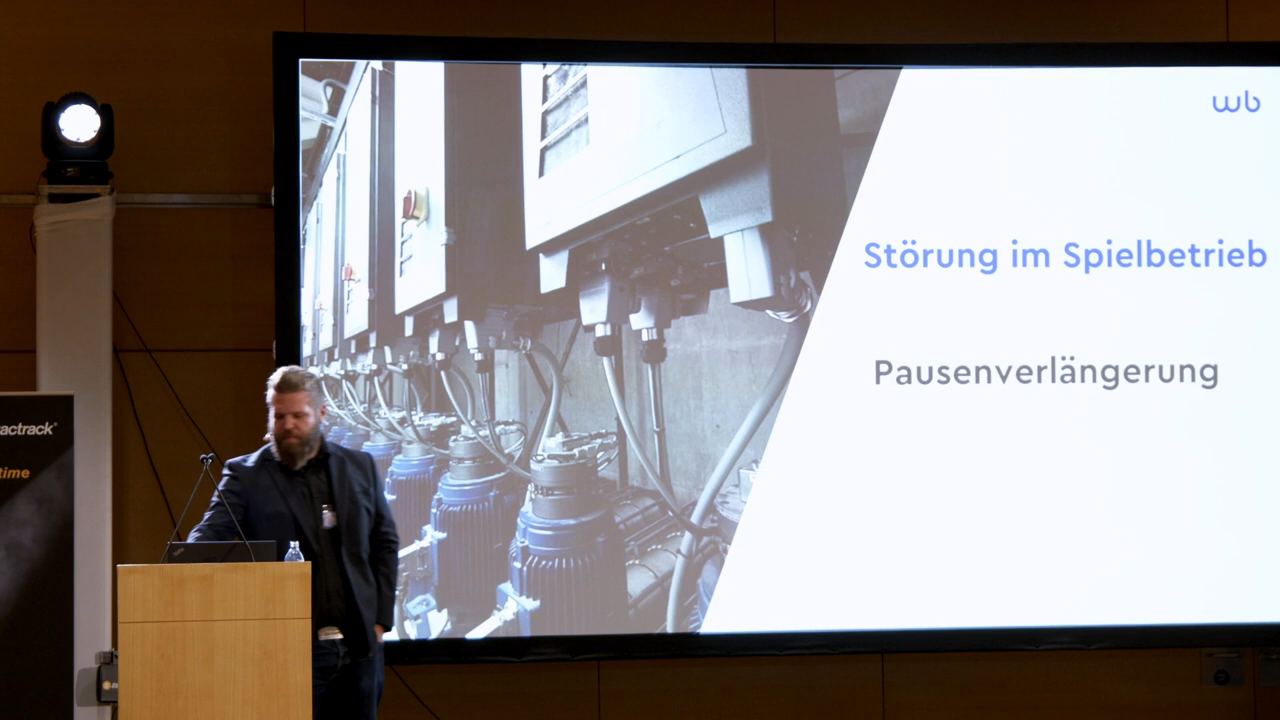 wb
Störung im Spielbetrieb
Pausenverlängerung
actrack®
time